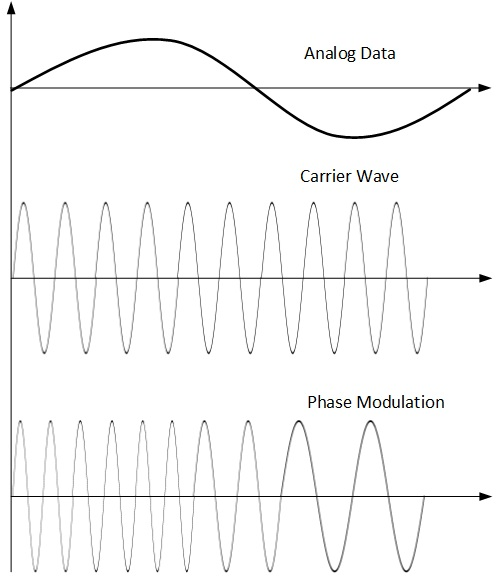 Analog Data
Carrier Wave
Phase Modulation